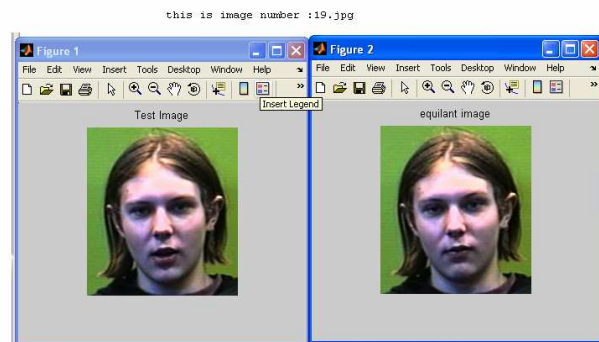 this is image number :19.jpg
Figure 1
File Edit View Insert Tools Desktop Window Help
Insert Legend
Test Image
Figure 2
File Edit View Insert Tools Desktop Window Help
equilant image